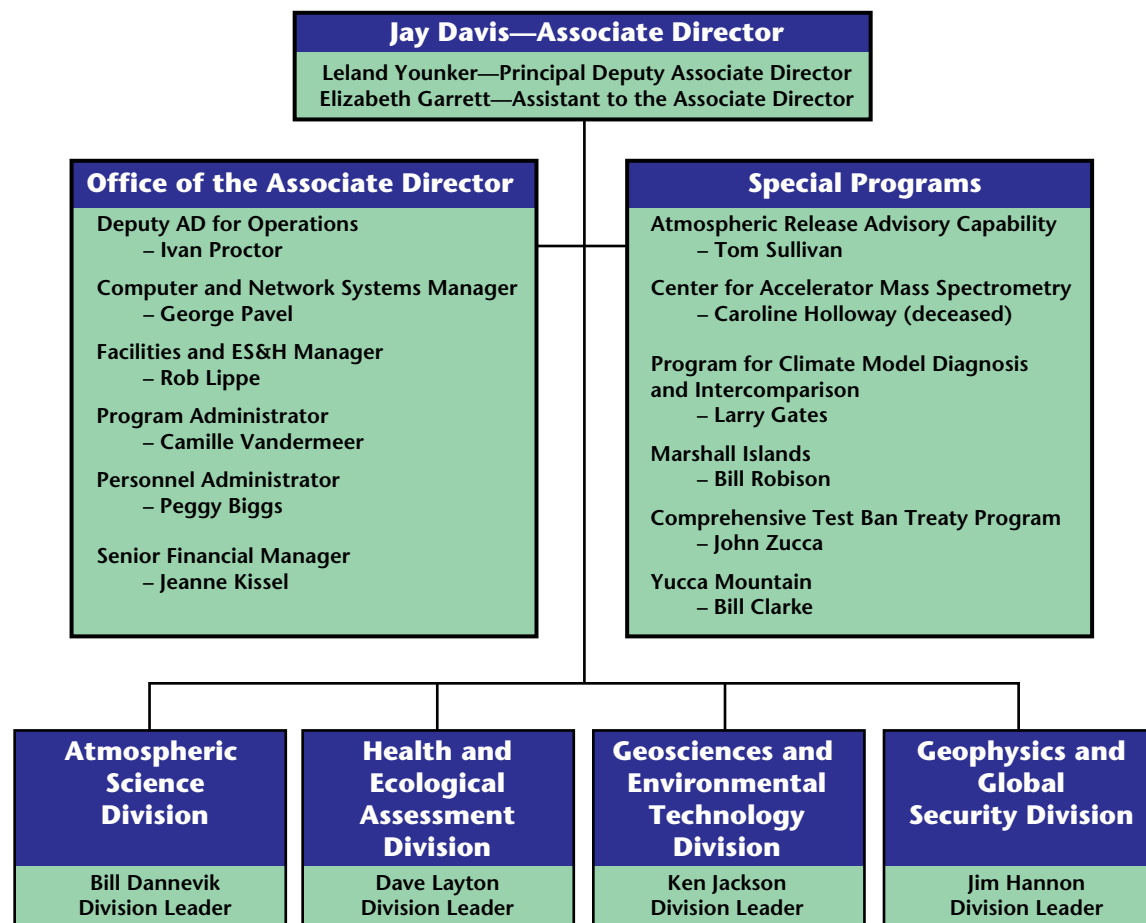 Jay Davis—Associate Director
Leland Younker—Principal Deputy Associate Director
Elizabeth Garrett—Assistant to the Associate Director
Office of the Associate Director
Deputy AD for Operations
– Ivan Proctor
Computer and Network Systems Manager
– George Pavel
Facilities and ES&H Manager
– Rob Lippe
Program Administrator
– Camille Vandermeer
Personnel Administrator
– Peggy Biggs
Senior Financial Manager
– Jeanne Kissel
Special Programs
Atmospheric Release Advisory Capability
– Tom Sullivan
Center for Accelerator Mass Spectrometry
– Caroline Holloway (deceased)
Program for Climate Model Diagnosis
and Intercomparison
– Larry Gates
Marshall Islands
– Bill Robison
Comprehensive Test Ban Treaty Program
– John Zucca
Yucca Mountain
– Bill Clarke
Atmospheric
Science
Division
Bill Dannevik
Division Leader
Health and
Ecological
Assessment
Division
Dave Layton
Division Leader
Geosciences and
Environmental
Technology
Division
Ken Jackson
Division Leader
Geophysics and
Global
Security Division
Jim Hannon
Division Leader